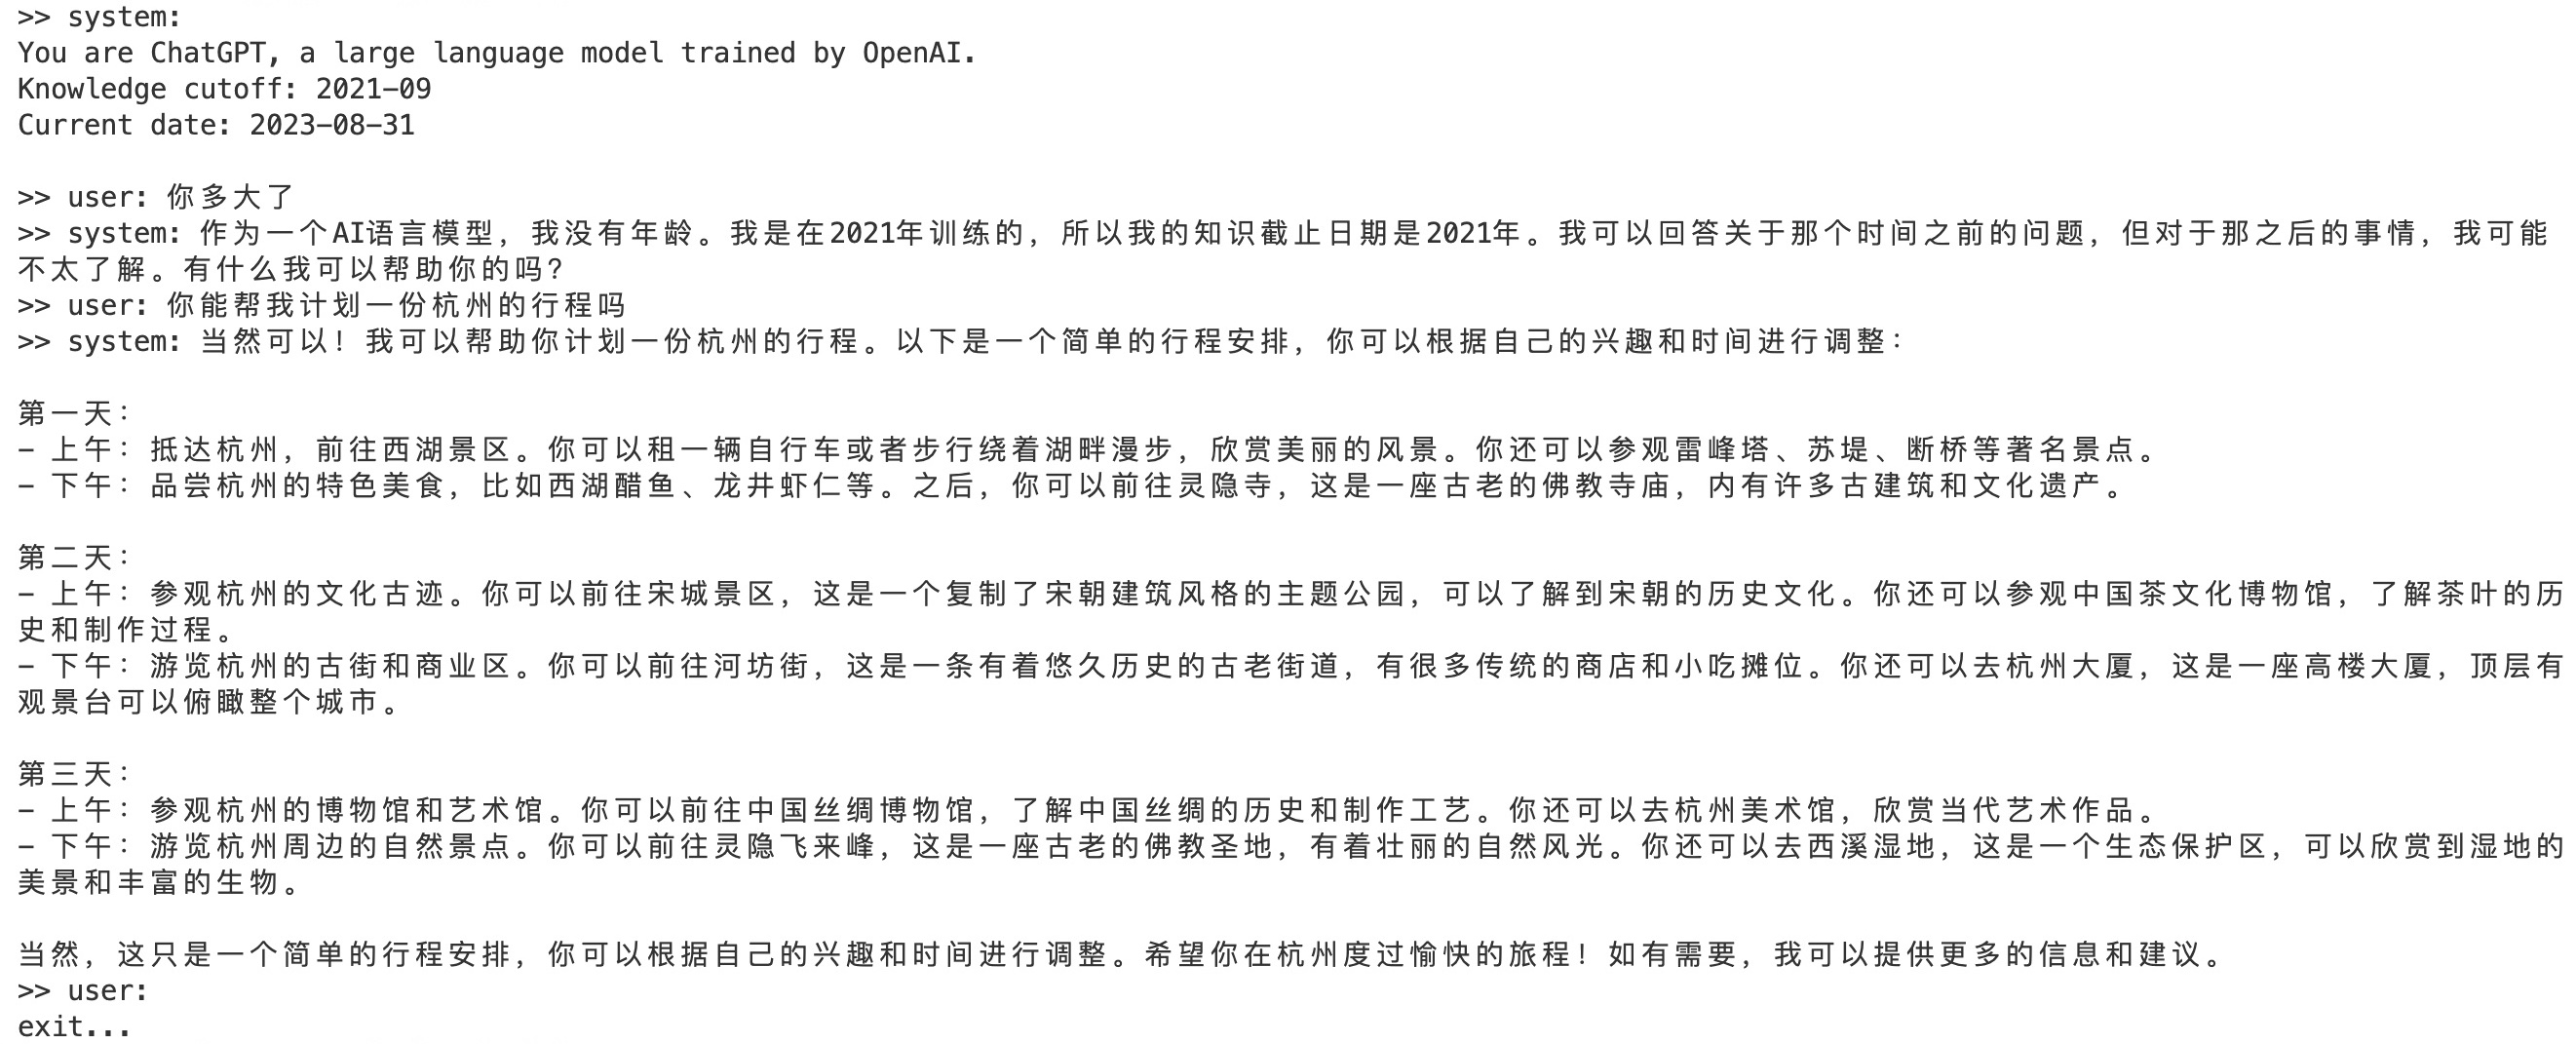 >> system:
You are ChatGPT, a large language model trained by OpenAI.
Knowledge cutoff: 2021-09
Current date: 2023-08-31
>> user: 你多大了
>> system: 作为一个AI语言模型，我没有年龄。我是在2021年训练的，所以我的知识截止日期是2021年。我可以回答关于那个时间之前的问题，但对于那之后的事情，我可能
不太了解。有什么我可以帮助你的吗？
>> user: 你能帮我计划一份杭州的行程吗
>> system: 当然可以！我可以帮助你计划一份杭州的行程。以下是一个简单的行程安排，你可以根据自己的兴趣和时间进行调整：
第一天：
- 上午：抵达杭州，前往西湖景区。你可以租一辆自行车或者步行绕着湖畔漫步，欣赏美丽的风景。你还可以参观雷峰塔、苏堤、断桥等著名景点。
- 下午：品尝杭州的特色美食，比如西湖醋鱼、龙井虾仁等。之后，你可以前往灵隐寺，这是一座古老的佛教寺庙，内有许多古建筑和文化遗产。
第二天：
- 上午：参观杭州的文化古迹。你可以前往宋城景区，这是一个复制了宋朝建筑风格的主题公园，可以了解到宋朝的历史文化。你还可以参观中国茶文化博物馆，了解茶叶的历
史和制作过程。
- 下午：游览杭州的古街和商业区。你可以前往河坊街，这是一条有着悠久历史的古老街道，有很多传统的商店和小吃摊位。你还可以去杭州大厦，这是一座高楼大厦，顶层有
观景台可以俯瞰整个城市。
第三天：
- 上午：参观杭州的博物馆和艺术馆。你可以前往中国丝绸博物馆，了解中国丝绸的历史和制作工艺。你还可以去杭州美术馆，欣赏当代艺术作品。
- 下午：游览杭州周边的自然景点。你可以前往灵隐飞来峰，这是一座古老的佛教圣地，有着壮丽的自然风光。你还可以去西溪湿地，这是一个生态保护区，可以欣赏到湿地的
美景和丰富的生物。
当然，这只是一个简单的行程安排，你可以根据自己的兴趣和时间进行调整。希望你在杭州度过愉快的旅程！如有需要，我可以提供更多的信息和建议。
>> user:
exit...